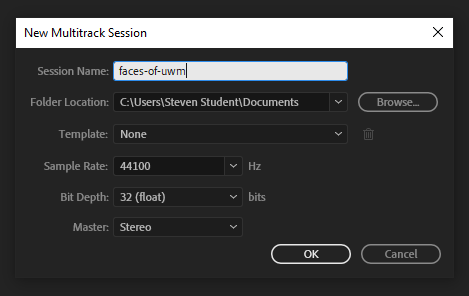 New Multitrack Session
Session Name: faces-of-uwm
Folder Location: C:\Users\Steven Student\Documents Browse...
Template: None
Sample Rate: 44100 Hz
Bit Depth: 32 (float) bits
Master: Stereo
OK Cancel